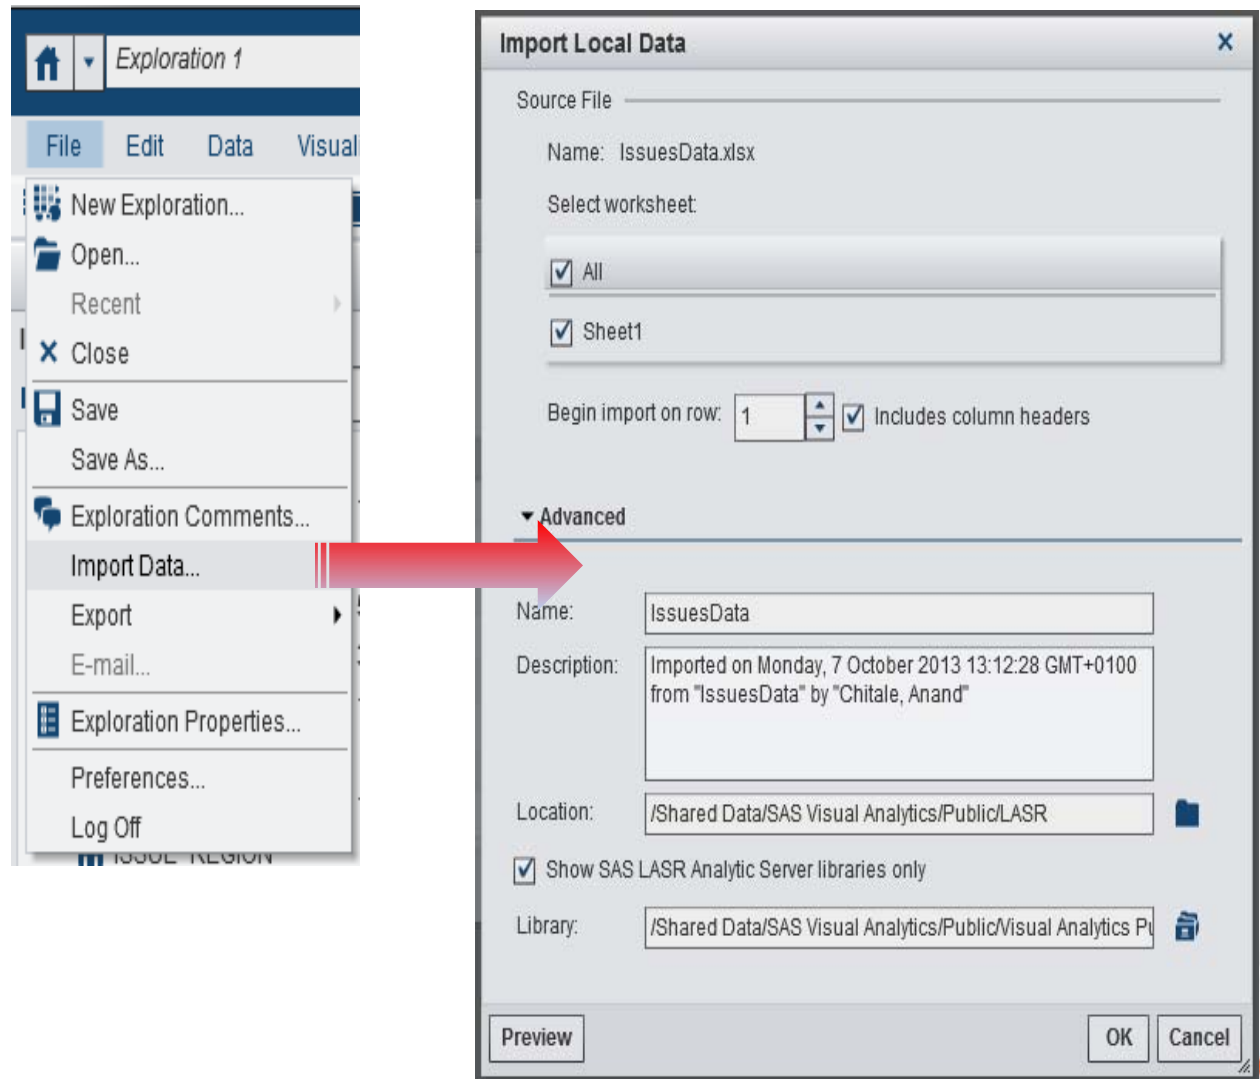 Exploration 1
File Edit Data
New Exploration...
Open...
Recent
Close
Save
Save As...
Exploration Comments...
Import Data...
Export
E-mail...
Exploration Properties...
Preferences...
Log Off
Import Local Data
Source File
Name: IssuesData.xlsx
Select worksheet:
All
Sheet1
Begin import on row: 1 Includes column headers
Advanced
Name: IssuesData
Description: Imported on Monday, 7 October 2013 13:12:28 GMT+0100
from "IssuesData" by "Chitale, Anand"
Location: /Shared Data/SAS Visual Analytics/Public/LASR
Show SAS LASR Analytic Server libraries only
Library: /Shared Data/SAS Visual Analytics/Public/Visual Analytics
Preview OK Cancel